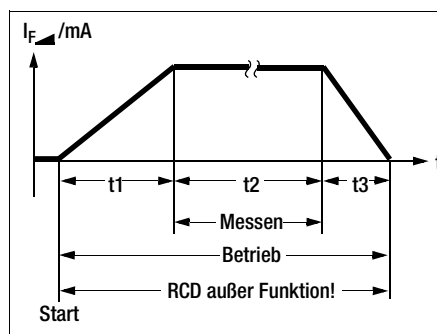 I_F /mA
t
t1 t2 t3
Messen
Betrieb
Start RCD außer Funktion!